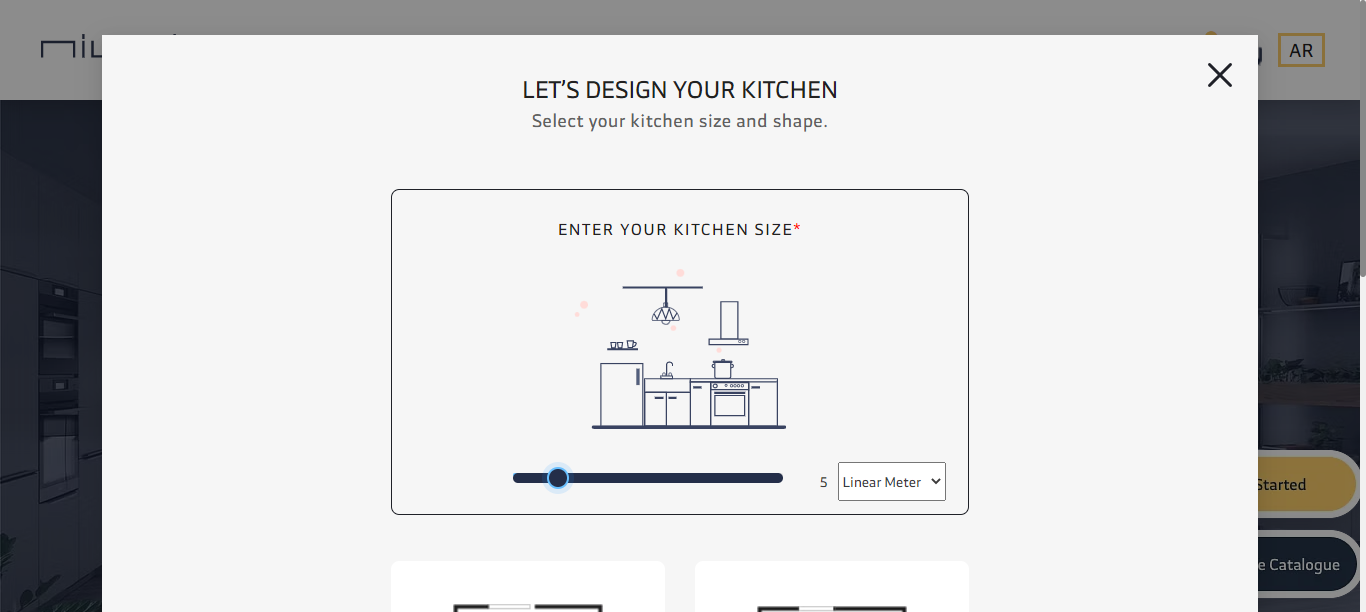 AR
LET’S DESIGN YOUR KITCHEN
Select your kitchen size and shape.
ENTER YOUR KITCHEN SIZE*
5
Linear Meter
Started
Catalogue